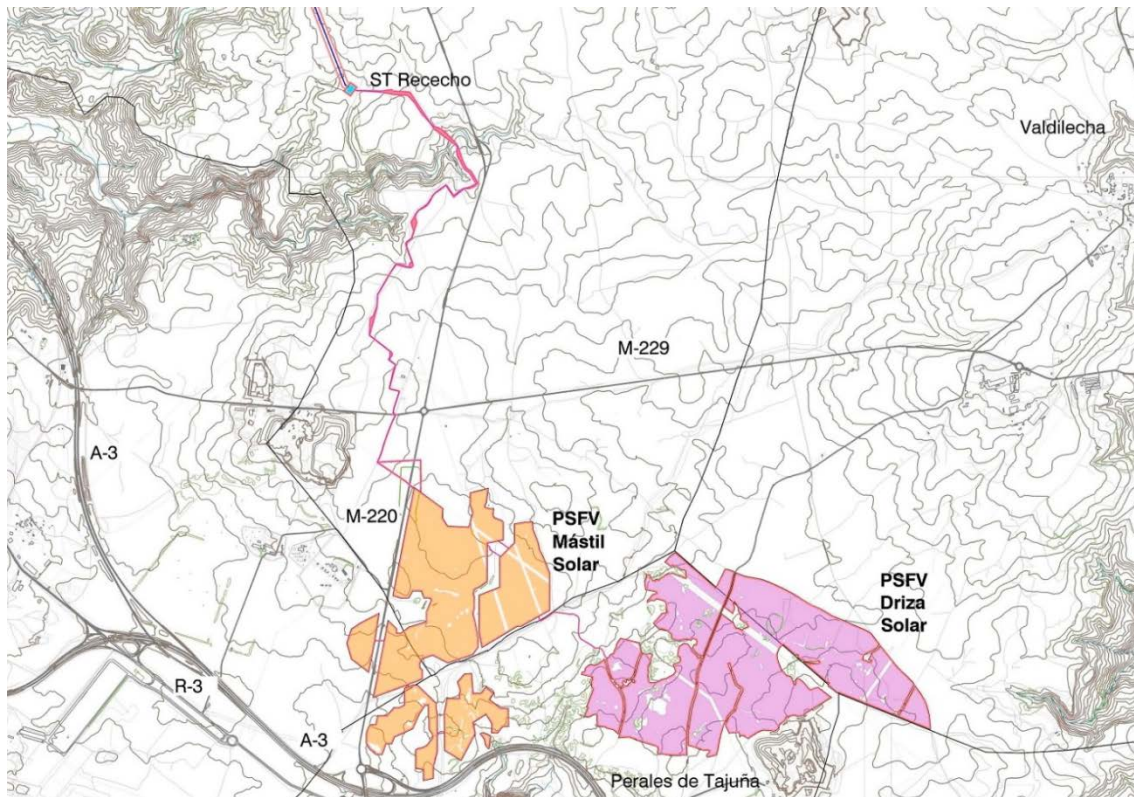 ST Rececho
Valdilecha
M-229
A-3
M-220
PSFV
Mástil
Solar
PSFV
Driza
Solar
R-3
A-3
Perales de Tajuña